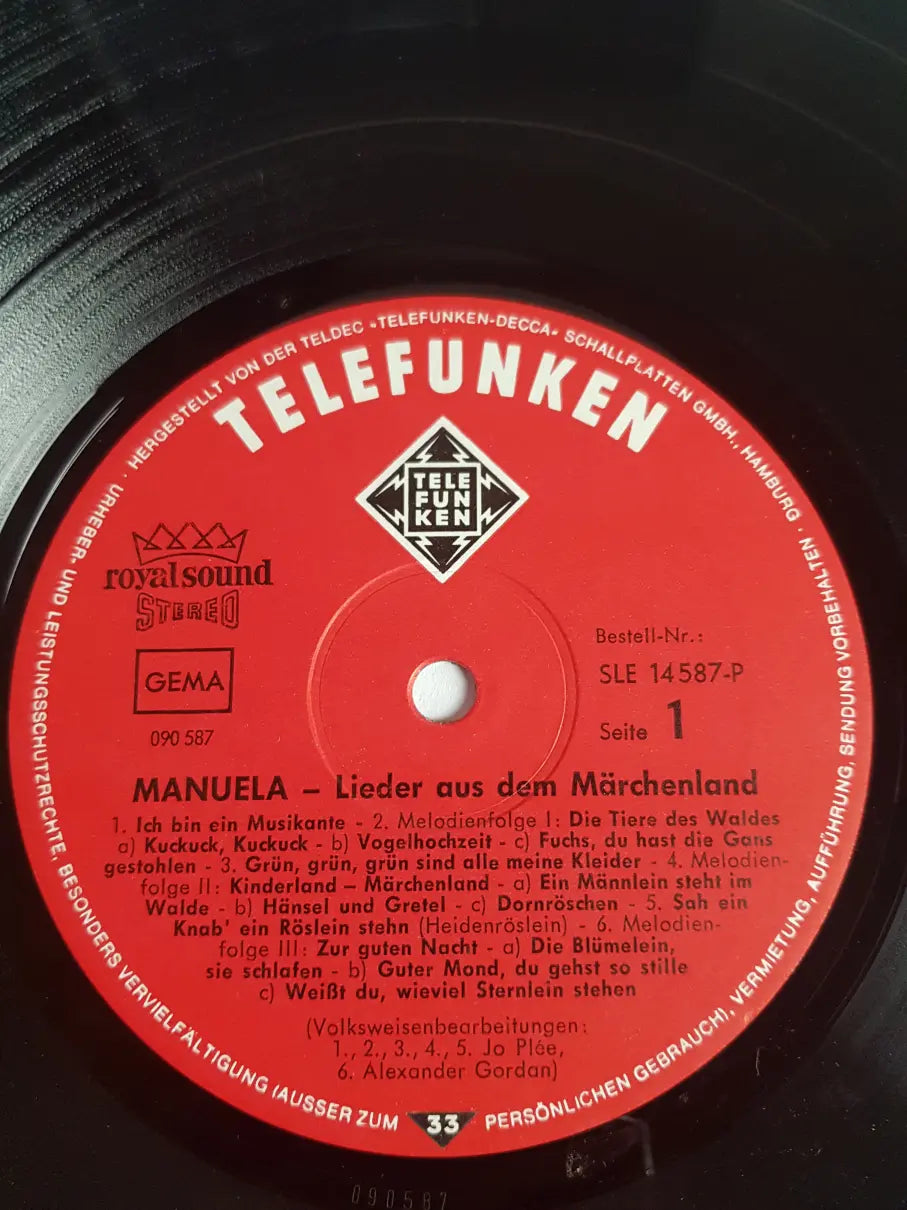 URHEBER- UND LEISTUNGSSCHUTZRECHTE, BESONDERS VERVIELFÄLTIGUNG (AUSSER ZUM PERSÖNLICHEN GEBRAUCH), VERMIETUNG, AUFFÜHRUNG, SENDUNG VORBEHALTEN ·
HERGESTELLT VON DER TELDEC »TELEFUNKEN-DECCA« SCHALLPLATTEN GMBH., HAMBURG ·
TELEFUNKEN
TELE
FUN
KEN
royalsound
STEREO
GEMA
090 587
Bestell-Nr.:
SLE 14 587-P
Seite 1
MANUELA – Lieder aus dem Märchenland
1. Ich bin ein Musikante - 2. Melodienfolge I: Die Tiere des Waldes
a) Kuckuck, Kuckuck - b) Vogelhochzeit - c) Fuchs, du hast die Gans
gestohlen - 3. Grün, grün, grün sind alle meine Kleider - 4. Melodien-
folge II: Kinderland – Märchenland - a) Ein Männlein steht im
Walde - b) Hänsel und Gretel - c) Dornröschen - 5. Sah ein
Knab' ein Röslein stehn (Heidenröslein) - 6. Melodien-
folge III: Zur guten Nacht - a) Die Blümelein,
sie schlafen - b) Guter Mond, du gehst so stille
c) Weißt du, wieviel Sternlein stehen
(Volksweisenbearbeitungen:
1., 2., 3., 4., 5. Jo Plée,
6. Alexander Gordan)
33
090587